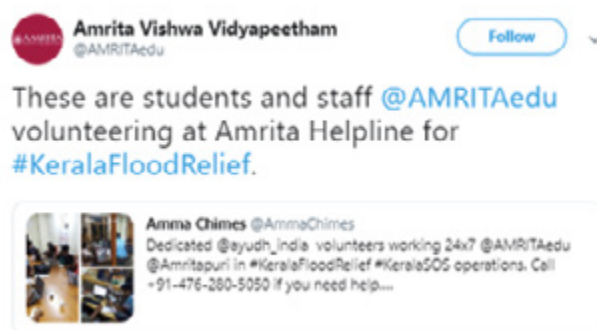 Amrita Vishwa Vidyapeetham
@AMRITAedu
Follow
These are students and staff @AMRITAedu
volunteering at Amrita Helpline for
#KeralaFloodRelief.
Amma Chimes @AmmaChimes
Dedicated @ayudh_india volunteers working 24x7 @AMRITAedu
@Amritapuri in #KeralaFloodRelief #KeralaSOS operations. Call
+91-476-280-5050 if you need help....